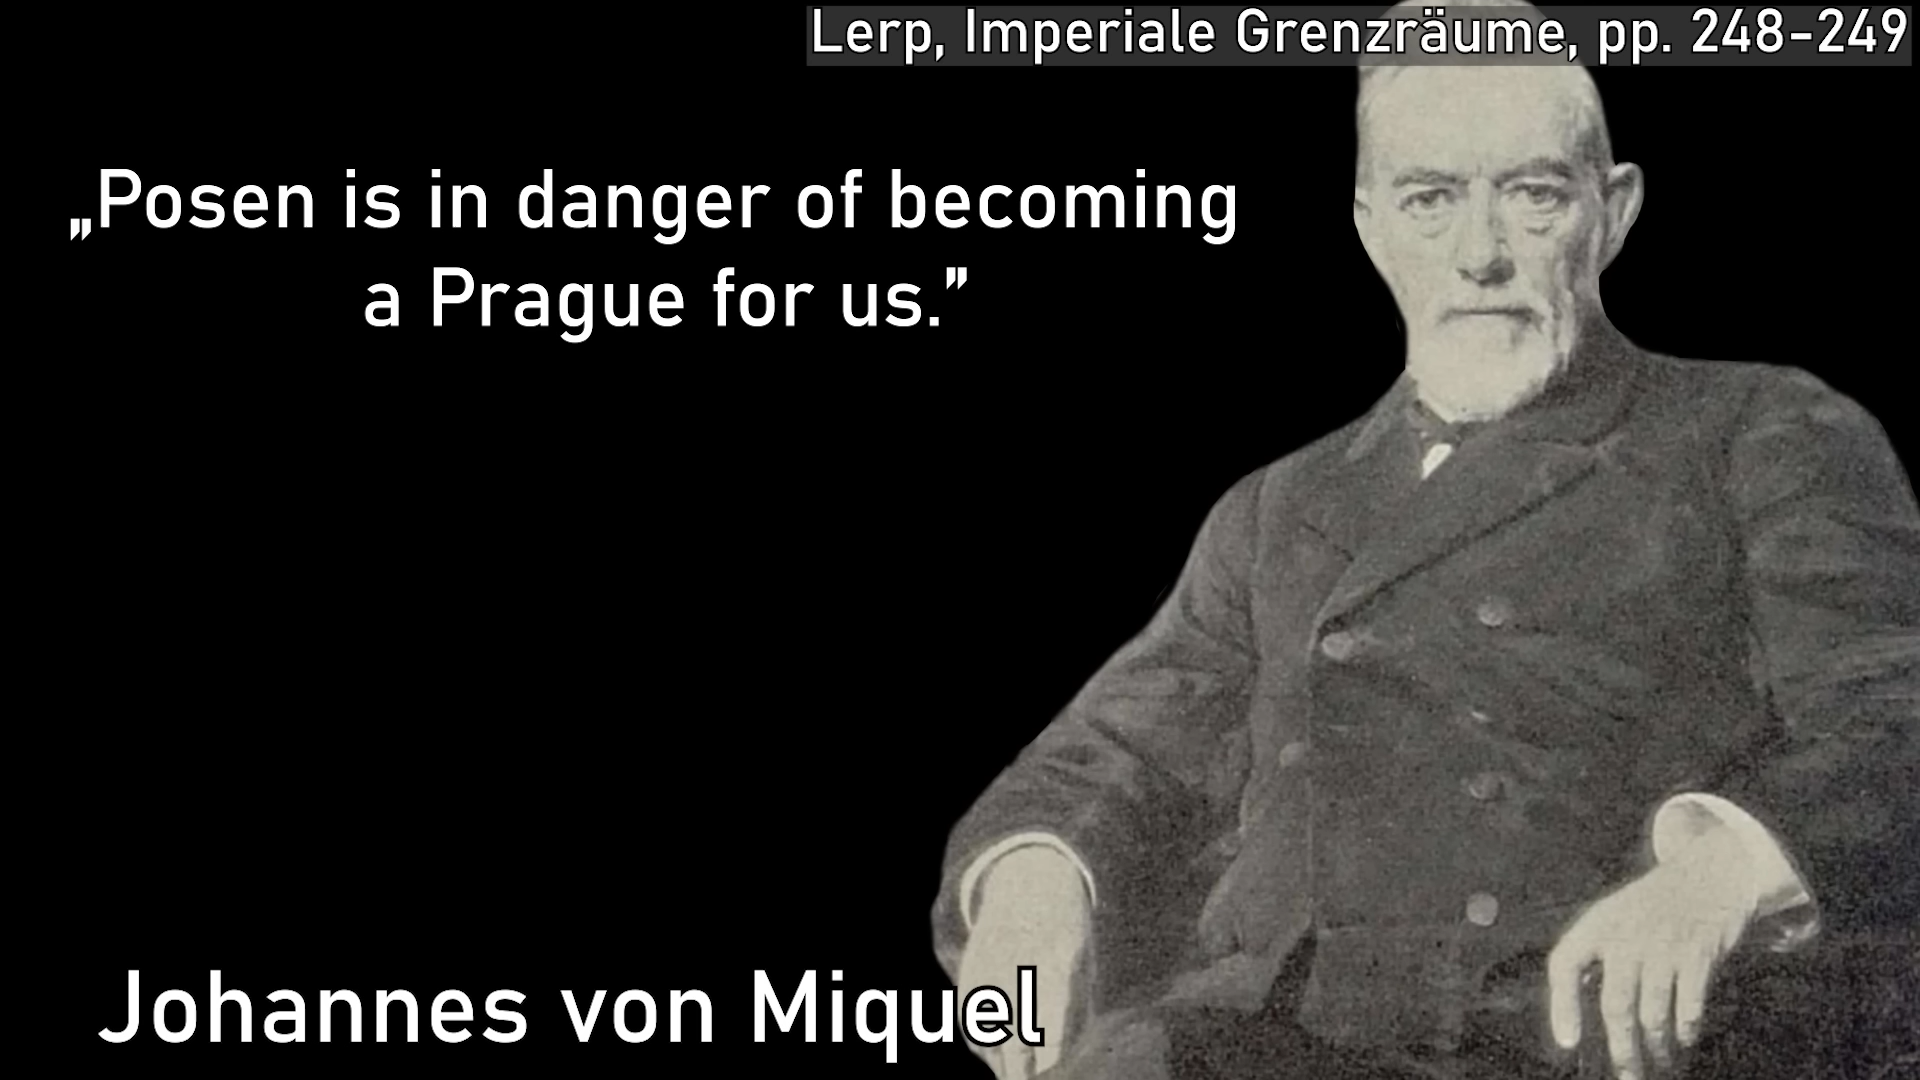 Lerp, Imperiale Grenzräume, pp. 248-249
„Posen is in danger of becoming
a Prague for us.”
Johannes von Miquel